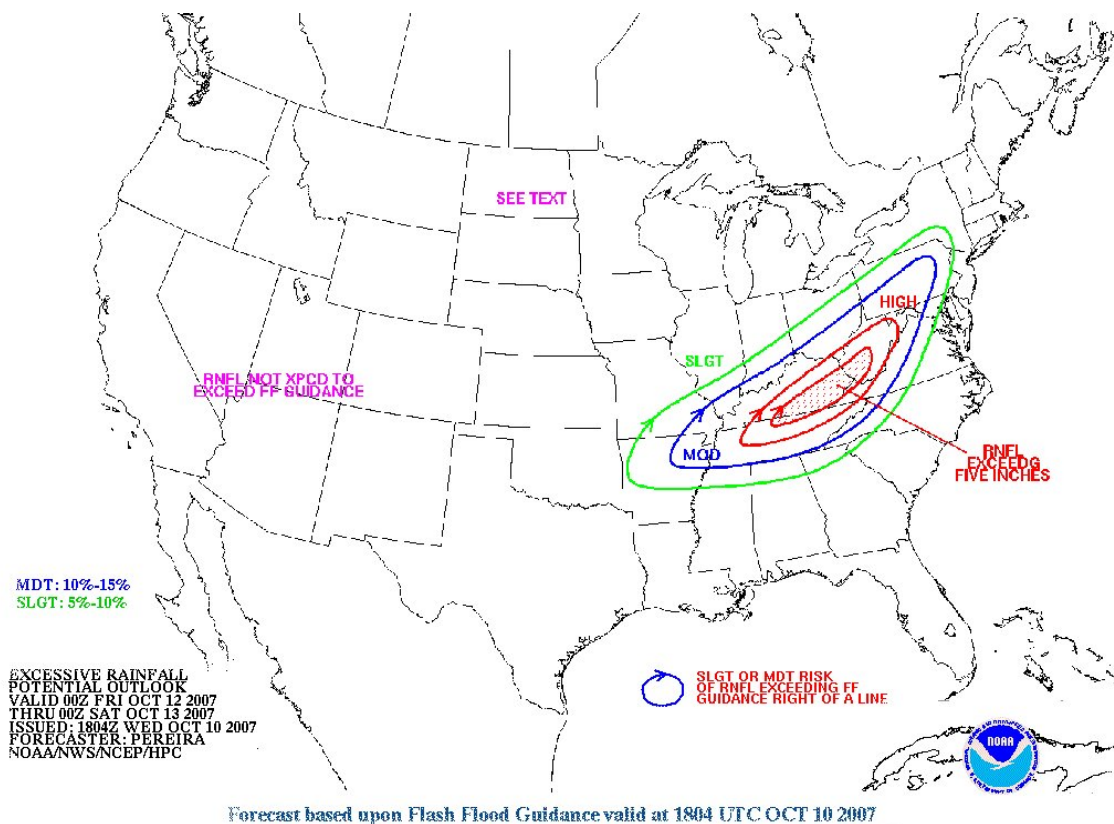 SEE TEXT
HIGH
SLGT
RNFL NOT XPCD TO
EXCEED FF GUIDANCE
MOD
RNFL
EXCEEDG
FIVE INCHES
MDT: 10%-15%
SLGT: 5%-10%
EXCESSIVE RAINFALL
POTENTIAL OUTLOOK
VALID 00Z FRI OCT 12 2007
THRU 00Z SAT OCT 13 2007
ISSUED: 1804Z WED OCT 10 2007
FORECASTER: PEREIRA
NOAA/NWS/NCEP/HPC
SLGT OR MDT RISK
OF RNFL EXCEEDING FF
GUIDANCE RIGHT OF A LINE
NOAA
Forecast based upon Flash Flood Guidance valid at 1804 UTC OCT 10 2007